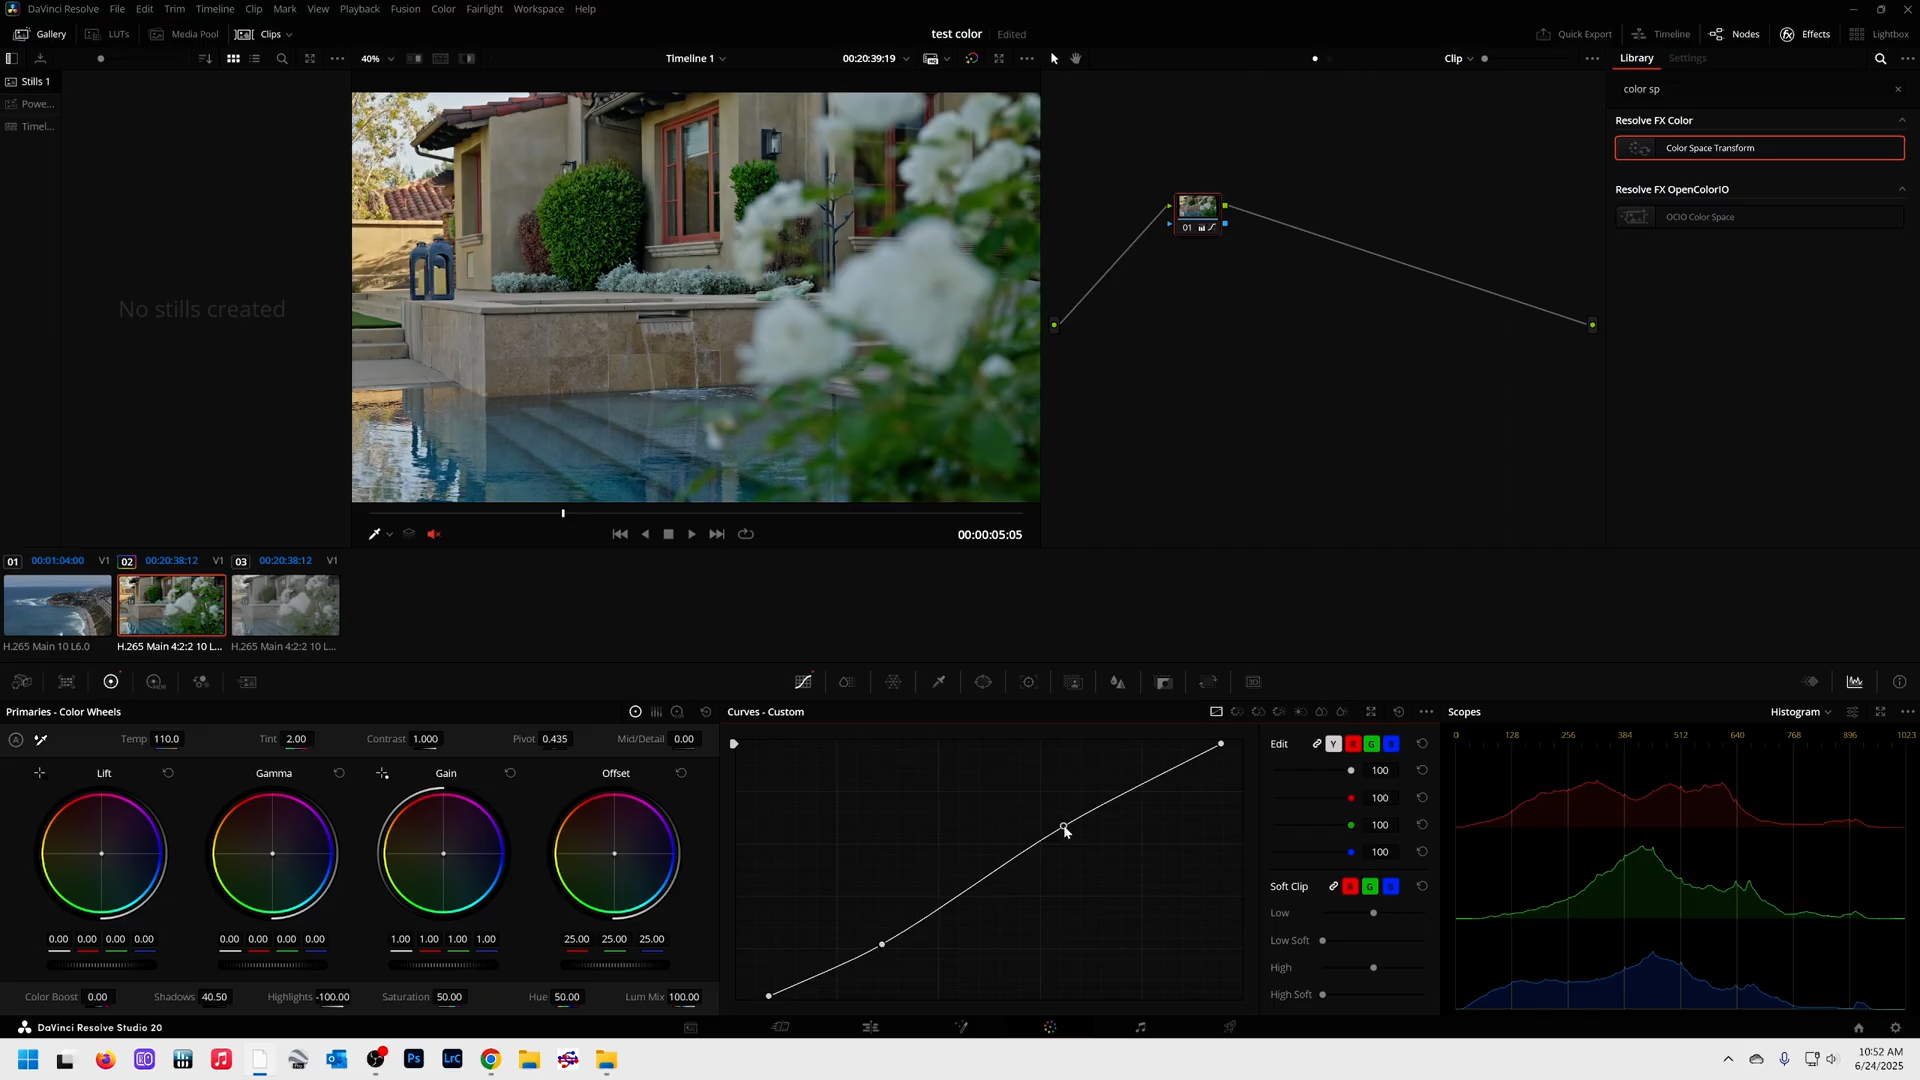 DaVinci Resolve File Edit Trim Timeline Clip Mark View Playback Fusion Color Fairlight Workspace Help
Gallery LUTs Media Pool Clips test color Edited Quick Export Timeline Nodes Effects Lightbox
40% Timeline 1 00:20:39:19 Clip Library Settings
Stills 1
Powe...
Timel...
color sp
Resolve FX Color
Color Space Transform
Resolve FX OpenColorIO
OCIO Color Space
No stills created
01
00:00:05:05
01 00:01:04:00 V1 02 00:20:38:12 V1 03 00:20:38:12 V1
H.265 Main 10 L6.0 H.265 Main 4:2:2 10 L... H.265 Main 4:2:2 10 L...
HDR
3D
Primaries - Color Wheels Curves - Custom Scopes Histogram
A Temp 110.0 Tint 2.00 Contrast 1.000 Pivot 0.435 Mid/Detail 0.00
0 128 256 384 512 640 768 896 1023
Edit Y R G B
Lift Gamma Gain Offset
100
100
100
100
Soft Clip R G B
Low
Low Soft
High
High Soft
0.00 0.00 0.00 0.00 0.00 0.00 0.00 0.00 1.00 1.00 1.00 1.00 25.00 25.00 25.00
Color Boost 0.00 Shadows 40.50 Highlights -100.00 Saturation 50.00 Hue 50.00 Lum Mix 100.00
DaVinci Resolve Studio 20
Ps LrC
Pro
10:52 AM
6/24/2025